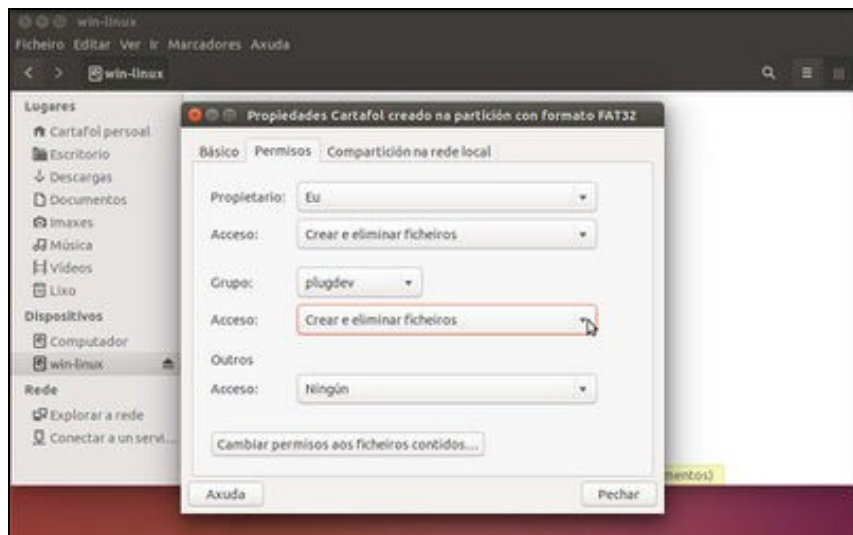 win-linux
Ficheiro Editar Ver Ir Marcadores Axuda
win-linux
Lugares
Cartafol persoal
Escritorio
Descargas
Documentos
Imaxes
Música
Vídeos
Lixo
Dispositivos
Computador
win-linux
Rede
Explorar a rede
Conectar a un servi...
Propiedades Cartafol creado na partición con formato FAT32
Básico Permisos Compartición na rede local
Propietario: Eu
Acceso: Crear e eliminar ficheiros
Grupo: plugdev
Acceso: Crear e eliminar ficheiros
Outros
Acceso: Ningún
Cambiar permisos aos ficheiros contidos...
Axuda Pechar
mentos)